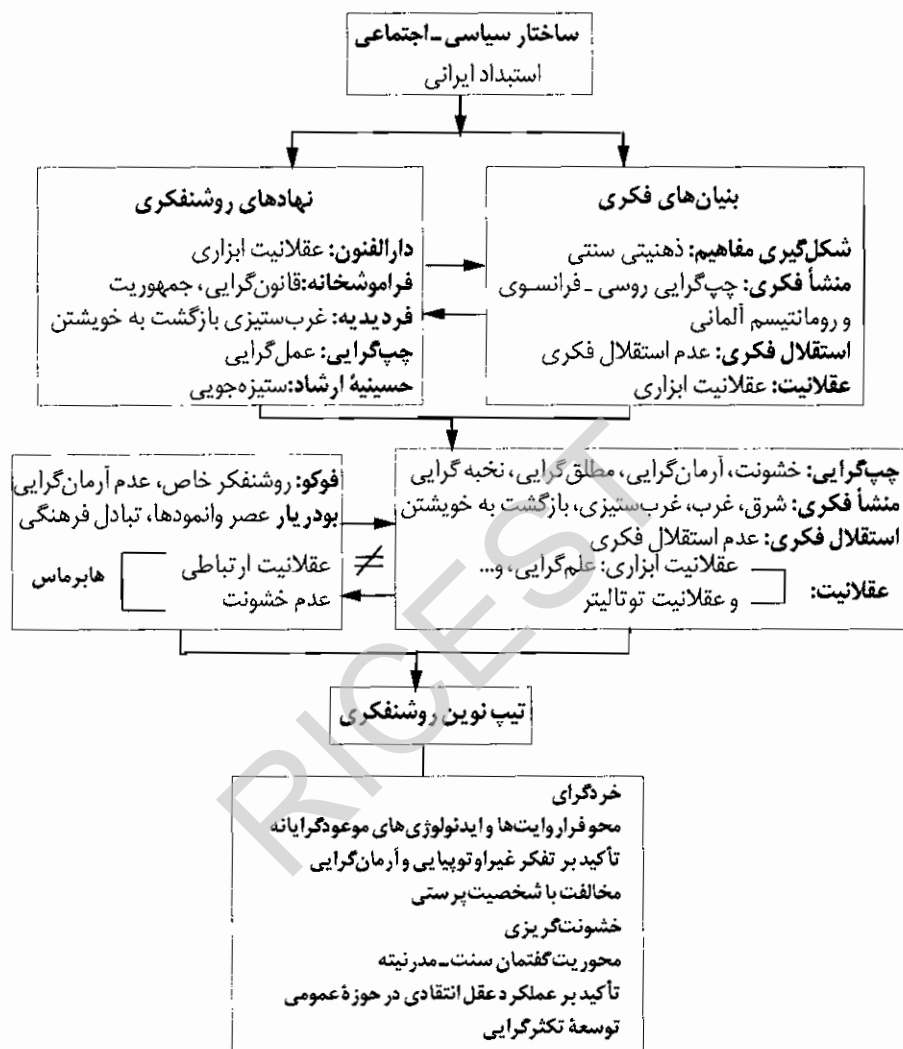 ساختار سیاسی ـ اجتماعی
استبداد ایرانی
بنیان‌های فکری
شکل‌گیری مفاهیم: ذهنیتی سنتی
منشأ فکری: چپ‌گرایی روسی ـ فرانسـوی
و رومانتیسم آلمانی
استقلال فکری: عدم استقلال فکری
عقلانیت: عقلانیت ابزاری
نهادهای روشنفکری
دارالفنون: عقلانیت ابزاری
فراموشخانه:قانون‌گرایی، جمهوریت
فردیدیه: غرب‌ستیزی بازگشت به خویشتن
چپ‌گرایی: عمل‌گرایی
حسینیهٔ ارشاد:ستیزه‌جویی
چپ‌گرایی: خشونت، آرمان‌گرایی، مطلق‌گرایی، نخبه گرایی
منشأ فکری: شرق، غرب، غرب‌ستیزی، بازگشت به خویشتن
استقلال فکری: عدم استقلال فکری
عقلانیت ابزاری: علم‌گرایی، و...
عقلانیت:
و عقلانیت توتالیتر
≠
فوکو: روشنفکر خاص، عدم آرمان‌گرایی
بودریار عصر وانمودها، تبادل فرهنگی
عقلانیت ارتباطی
هابرماس
عدم خشونت
تیپ نوین روشنفکری
خردگرای
محو فراروایت‌ها و ایدئولوژی‌های موعودگرایانه
تأکید بر تفکر غیراوتوپیایی و آرمان‌گرایی
مخالفت با شخصیت‌پرستی
خشونت‌گریزی
محوریت گفتمان سنت ـ مدرنیته
تأکید بر عملکرد عقل انتقادی در حوزهٔ عمومی
توسعهٔ تکثرگرایی
RICEST